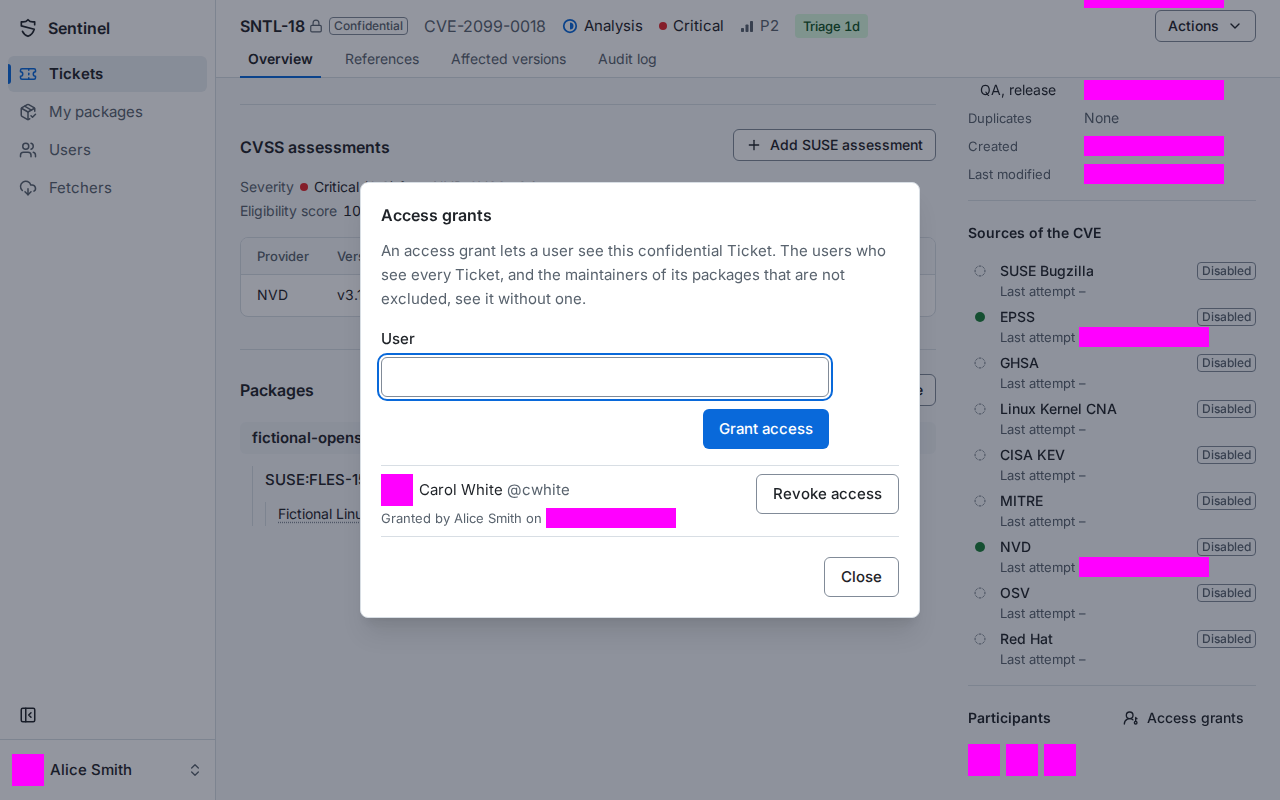 Sentinel
Tickets
My packages
Users
Fetchers
Alice Smith
SNTL-18 Confidential CVE-2099-0018 Analysis Critical P2 Triage 1d
Actions
Overview References Affected versions Audit log
CVSS assessments
Add SUSE assessment
Severity Critical
Eligibility score 10
Provider
NVD v3.1
Packages
fictional-opens
SUSE:FLES-15
Fictional Linu
Access grants
An access grant lets a user see this confidential Ticket. The users who
see every Ticket, and the maintainers of its packages that are not
excluded, see it without one.
User
Grant access
Carol White @cwhite
Granted by Alice Smith on
Revoke access
Close
QA, release
Duplicates None
Created
Last modified
Sources of the CVE
SUSE Bugzilla Disabled
Last attempt –
EPSS Disabled
Last attempt
GHSA Disabled
Last attempt –
Linux Kernel CNA Disabled
Last attempt –
CISA KEV Disabled
Last attempt –
MITRE Disabled
Last attempt –
NVD Disabled
Last attempt
OSV Disabled
Last attempt –
Red Hat Disabled
Last attempt –
Participants Access grants